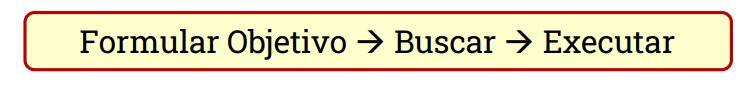 Formular Objetivo → Buscar → Executar